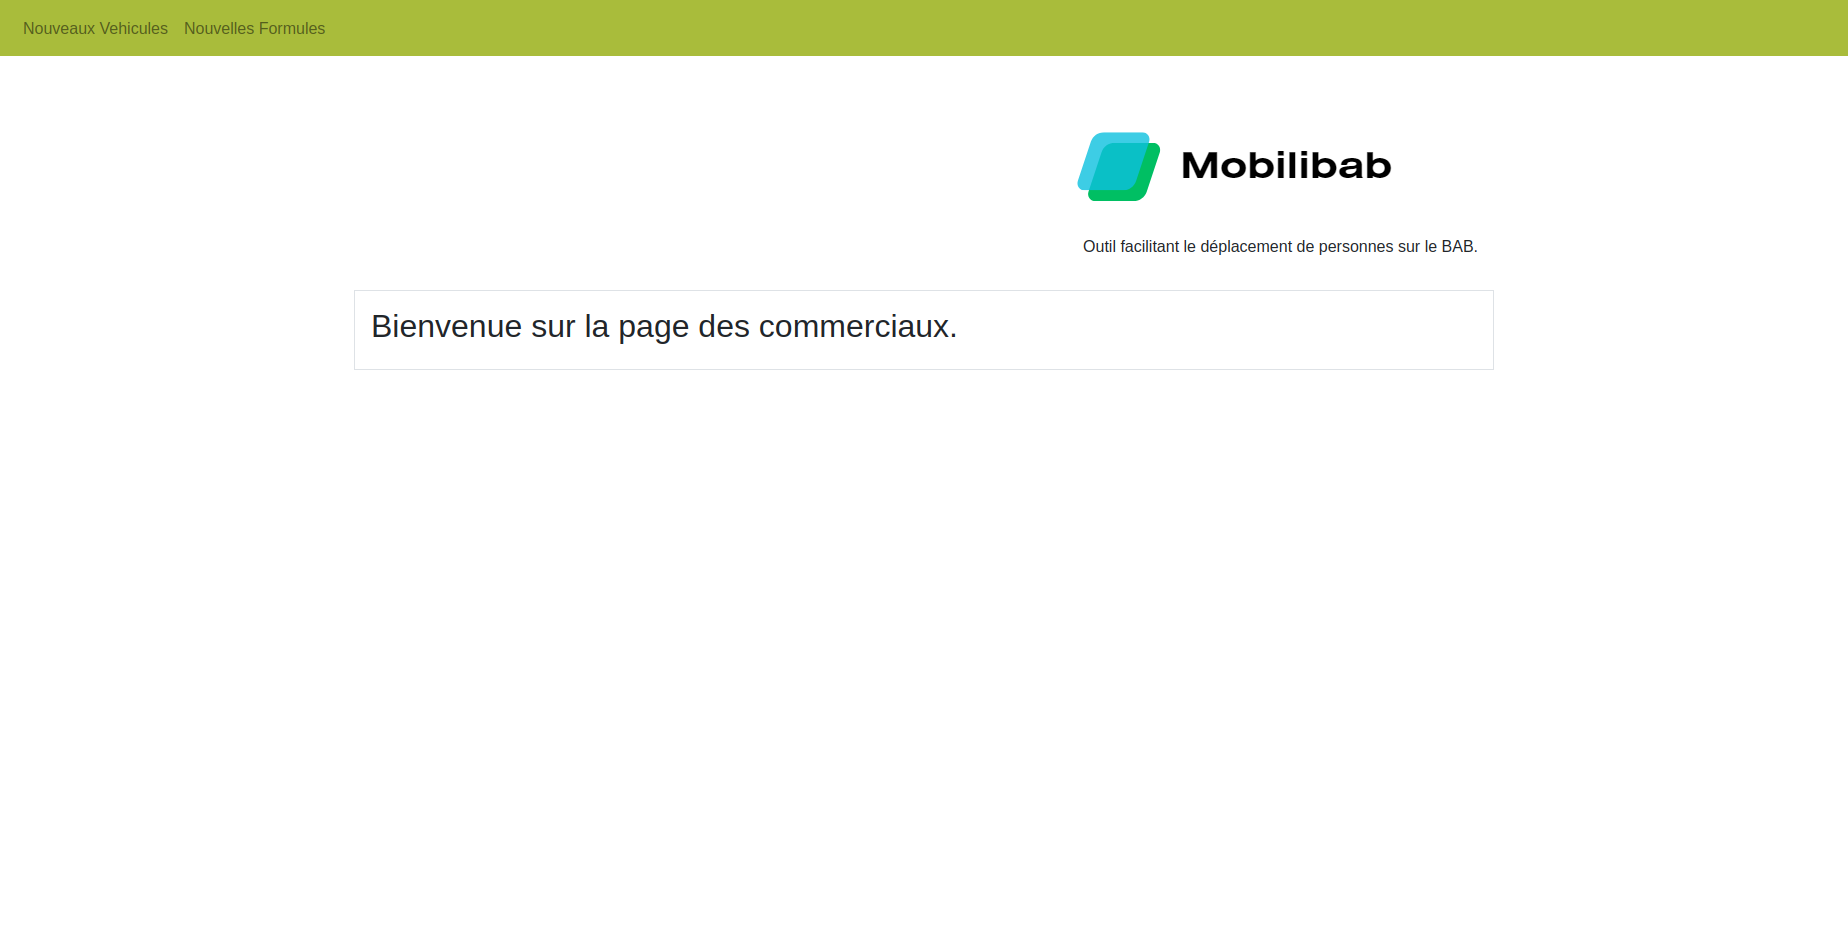 Nouveaux Vehicules Nouvelles Formules
Mobilibab
Outil facilitant le déplacement de personnes sur le BAB.
Bienvenue sur la page des commerciaux.